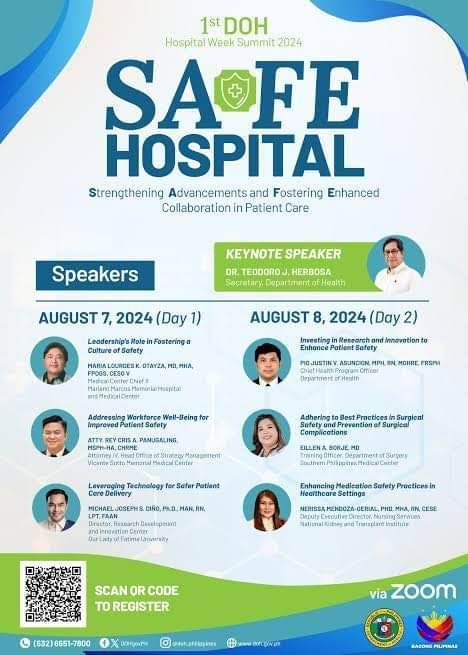 1st DOH
Hospital Week Summit 2024
SAFE
HOSPITAL
Strengthening Advancements and Fostering Enhanced
Collaboration in Patient Care
KEYNOTE SPEAKER
DR. TEODORO J. HERBOSA
Secretary, Department of Health
Speakers
AUGUST 7, 2024 (Day 1)
Leadership's Role in Fostering a
Culture of Safety
MARIA LOURDES K. OTAYZA, MD, MHA,
FPOGS, CESO V
Medical Center Chief II
Mariano Marcos Memorial Hospital
and Medical Center
Addressing Workforce Well-Being for
Improved Patient Safety
ATTY. REY CRIS A. PANUGALING,
MSPH-HA, CHRME
Attorney IV, Head Office of Strategy Management
Vicente Sotto Memorial Medical Center
Leveraging Technology for Safer Patient
Care Delivery
MICHAEL JOSEPH S. DIÑO, Ph.D., MAN, RN,
LPT, FAAN
Director, Research Development
and Innovation Center
Our Lady of Fatima University
AUGUST 8, 2024 (Day 2)
Investing in Research and Innovation to
Enhance Patient Safety
PIO JUSTIN V. ASUNCION, MPH, RN, MOHRE, FRSPH
Chief Health Program Officer
Department of Health
Adhering to Best Practices in Surgical
Safety and Prevention of Surgical
Complications
EILLEN A. BORJE, MD
Training Officer, Department of Surgery
Southern Philippines Medical Center
Enhancing Medication Safety Practices in
Healthcare Settings
NERISSA MENDOZA-GERIAL, PHD, MHA, RN, CESE
Deputy Executive Director, Nursing Services
National Kidney and Transplant Institute
SCAN QR CODE
TO REGISTER
via zoom
(632) 8651-7800
DOHgovPH
@doh.philippines
www.doh.gov.ph
BAGONG PILIPINAS